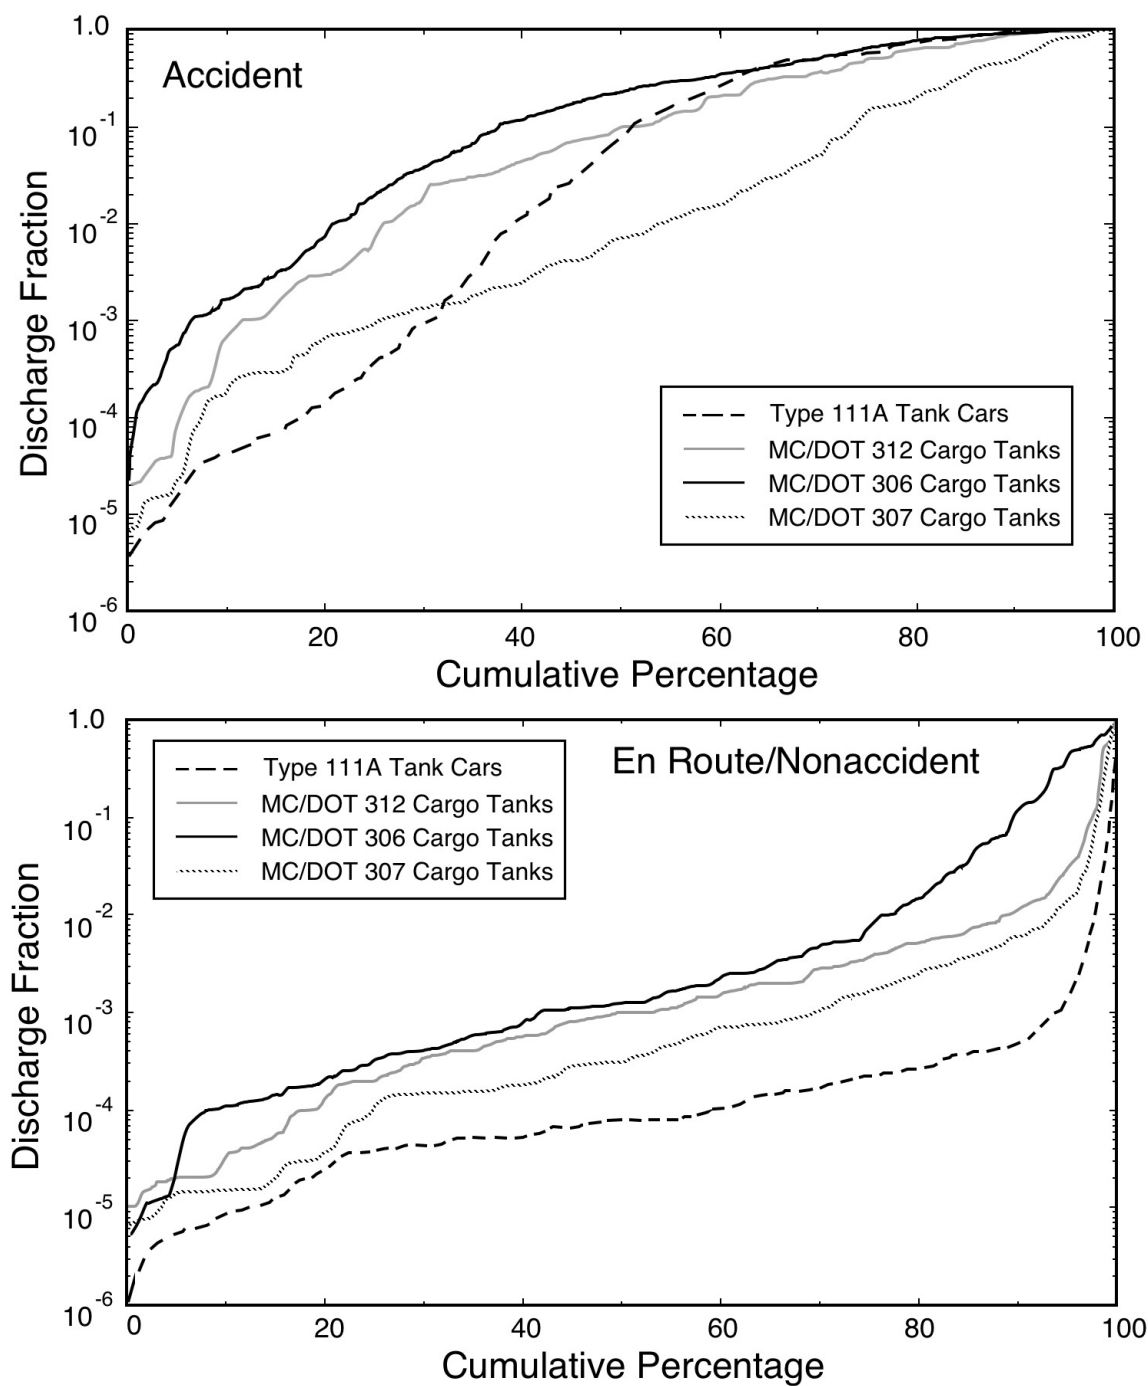 1.0
Accident
10-1
10-2
Discharge Fraction
10-3
10-4
Type 111A Tank Cars
MC/DOT 312 Cargo Tanks
MC/DOT 306 Cargo Tanks
MC/DOT 307 Cargo Tanks
10-5
10-6
0 20 40 60 80 100
Cumulative Percentage
1.0
En Route/Nonaccident
Type 111A Tank Cars
MC/DOT 312 Cargo Tanks
MC/DOT 306 Cargo Tanks
MC/DOT 307 Cargo Tanks
10-1
10-2
Discharge Fraction
10-3
10-4
10-5
10-6
0 20 40 60 80 100
Cumulative Percentage